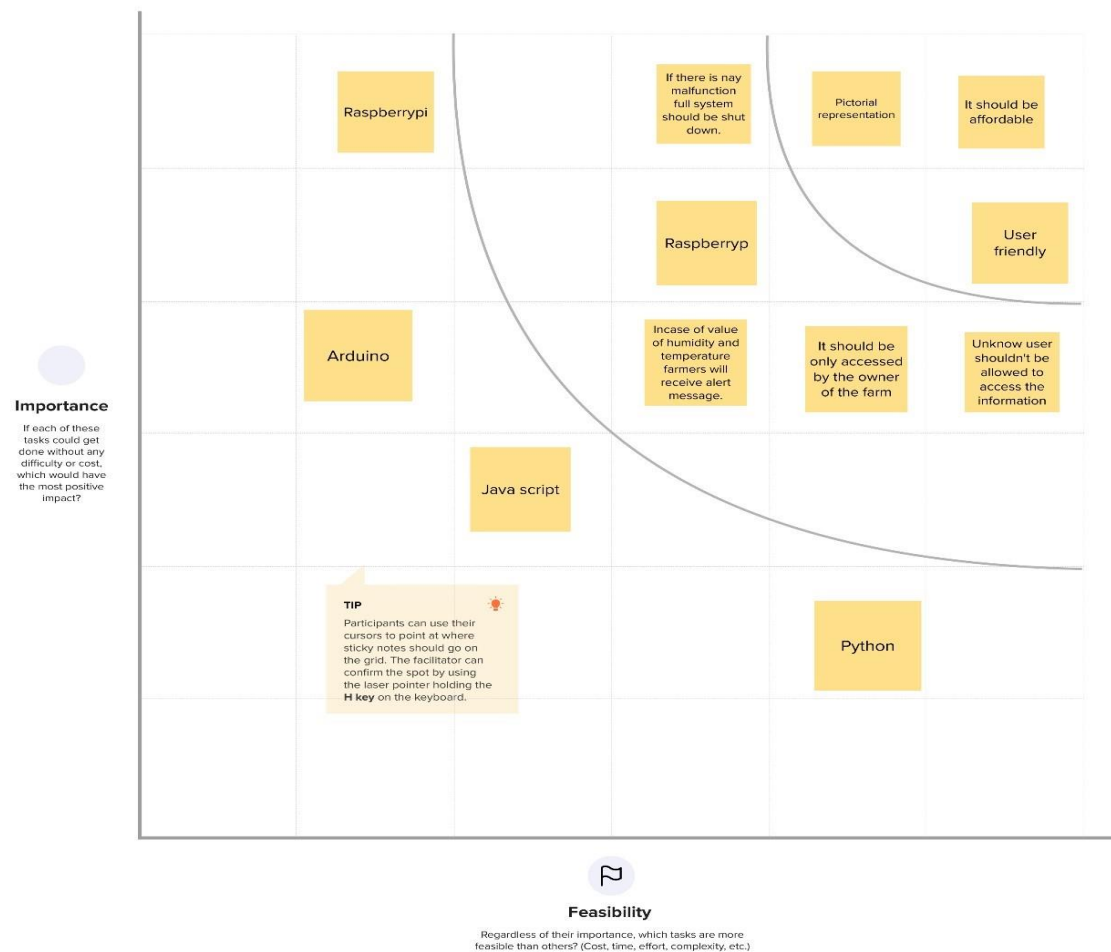 Raspberrypi
If there is nay
malfunction
full system
should be shut
down.
Pictorial
representation
It should be
affordable
Raspberryp
User
friendly
Arduino
Incase of value
of humidity and
temperature
farmers will
receive alert
message.
It should be
only accessed
by the owner
of the farm
Unknow user
shouldn't be
allowed to
access the
information
Importance
If each of these
tasks could get
done without any
difficulty or cost,
which would have
the most positive
impact?
Java script
TIP
Participants can use their
cursors to point at where
sticky notes should go on
the grid. The facilitator can
confirm the spot by using
the laser pointer holding the
H key on the keyboard.
Python
Feasibility
Regardless of their importance, which tasks are more
feasible than others? (Cost, time, effort, complexity, etc.)